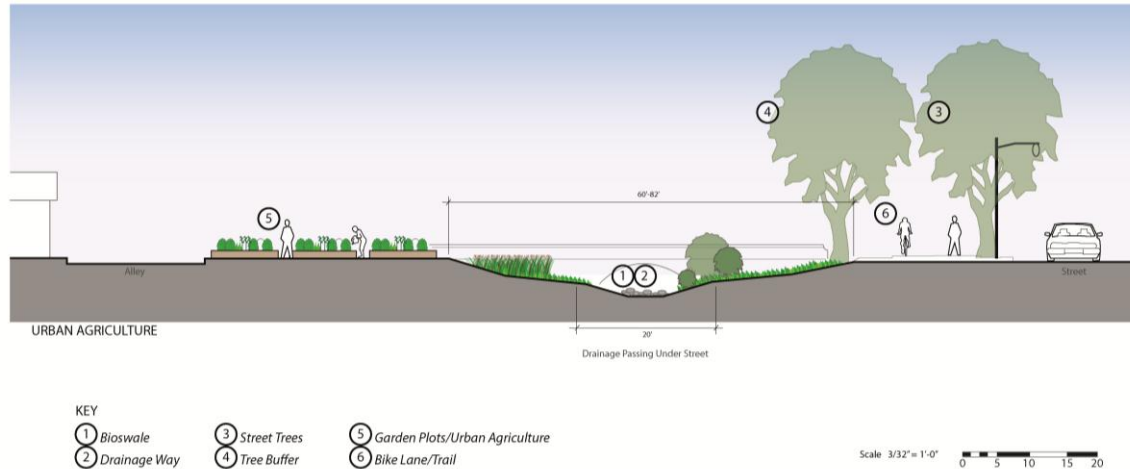 4
3
60'-82'
5
6
Alley
1 2
Street
URBAN AGRICULTURE
20'
Drainage Passing Under Street
KEY
1 Bioswale
2 Drainage Way
3 Street Trees
4 Tree Buffer
5 Garden Plots/Urban Agriculture
6 Bike Lane/Trail
Scale 3/32"= 1'-0"
0 5 10 15 20